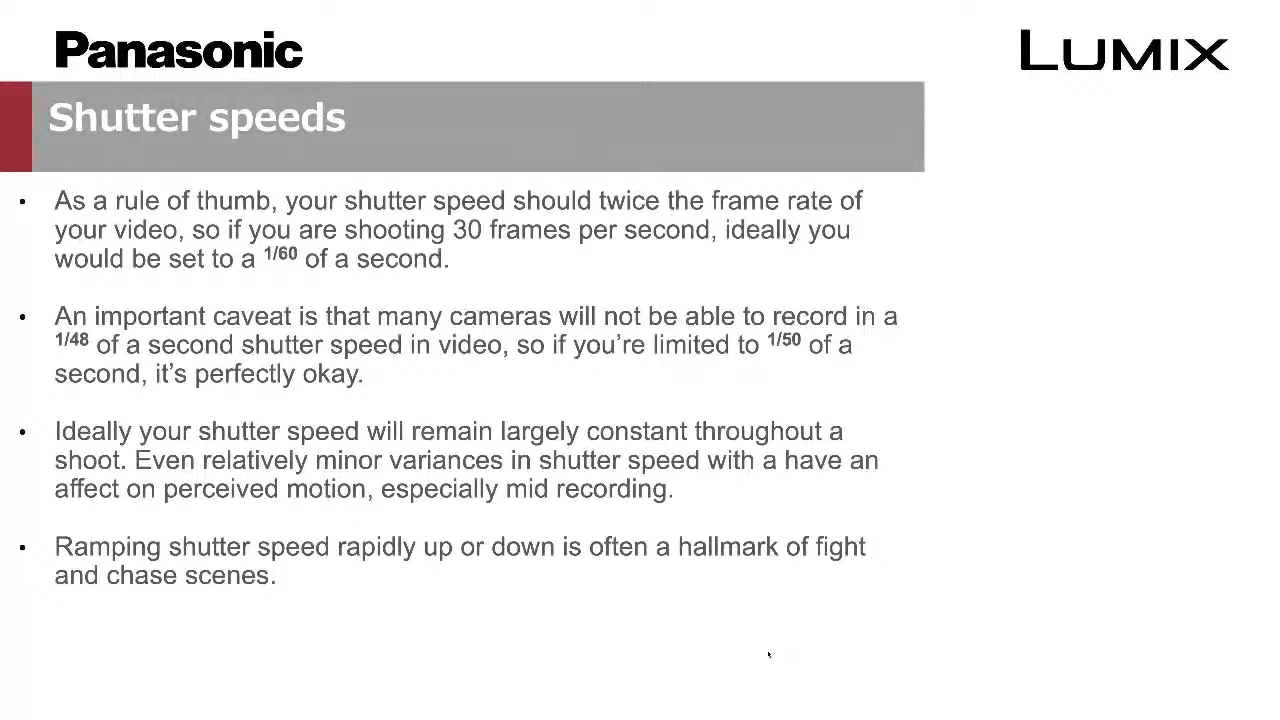 Panasonic
LUMIX
Shutter speeds
• As a rule of thumb, your shutter speed should twice the frame rate of
your video, so if you are shooting 30 frames per second, ideally you
would be set to a 1/60 of a second.
• An important caveat is that many cameras will not be able to record in a
1/48 of a second shutter speed in video, so if you’re limited to 1/50 of a
second, it’s perfectly okay.
• Ideally your shutter speed will remain largely constant throughout a
shoot. Even relatively minor variances in shutter speed with a have an
affect on perceived motion, especially mid recording.
• Ramping shutter speed rapidly up or down is often a hallmark of fight
and chase scenes.